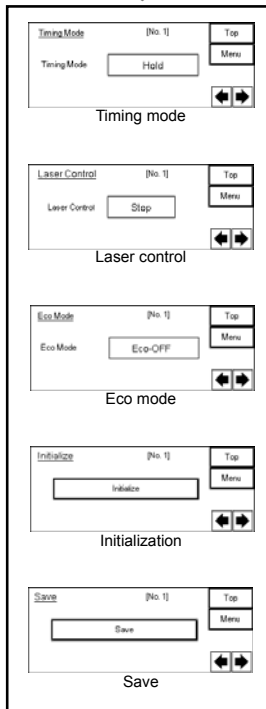 Timing Mode [No. 1] Top
Menu
Timing Mode Hold
Timing mode
Laser Control [No. 1] Top
Menu
Laser Control Stop
Laser control
Eco Mode [No. 1] Top
Menu
Eco Mode Eco-OFF
Eco mode
Initialize [No. 1] Top
Menu
Initialize
Initialization
Save [No. 1] Top
Menu
Save
Save